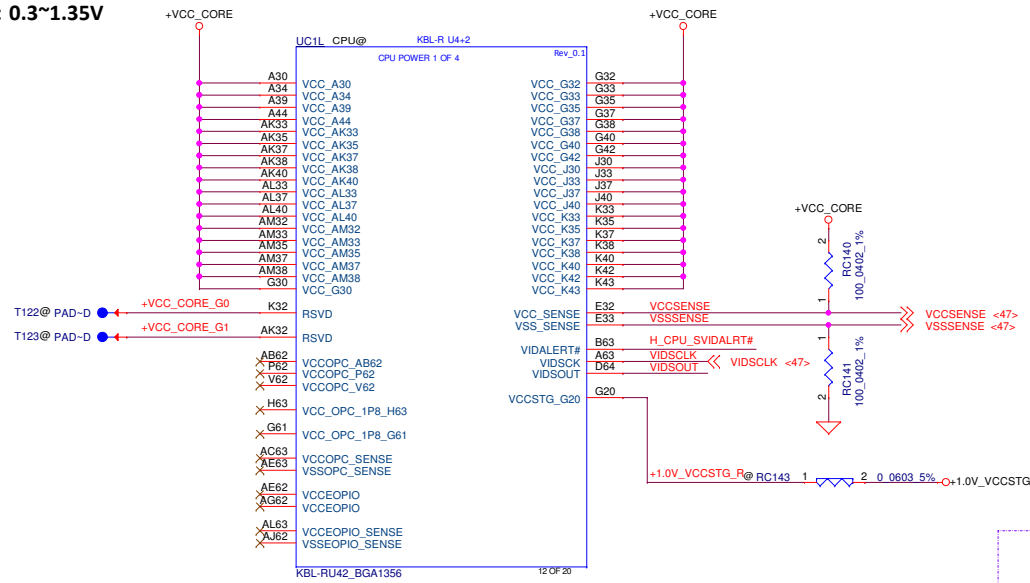 : 0.3~1.35V
+VCC_CORE
+VCC_CORE
UC1L CPU@ KBL-R U4+2
CPU POWER 1 OF 4
Rev_0.1
A30 VCC_A30
A34 VCC_A34
A39 VCC_A39
A44 VCC_A44
AK33 VCC_AK33
AK35 VCC_AK35
AK37 VCC_AK37
AK38 VCC_AK38
AK40 VCC_AK40
AL33 VCC_AL33
AL37 VCC_AL37
AL40 VCC_AL40
AM32 VCC_AM32
AM33 VCC_AM33
AM35 VCC_AM35
AM37 VCC_AM37
AM38 VCC_AM38
G30 VCC_G30
T122@ PAD~D +VCC_CORE_G0 K32 RSVD
T123@ PAD~D +VCC_CORE_G1 AK32 RSVD
AB62 VCCOPC_AB62
P62 VCCOPC_P62
V62 VCCOPC_V62
H63 VCC_OPC_1P8_H63
G61 VCC_OPC_1P8_G61
AC63 VCCOPC_SENSE
AE63 VSSOPC_SENSE
AE62 VCCEOPIO
AG62 VCCEOPIO
AL63 VCCEOPIO_SENSE
AJ62 VSSEOPIO_SENSE
VCC_G32 G32
VCC_G33 G33
VCC_G35 G35
VCC_G37 G37
VCC_G38 G38
VCC_G40 G40
VCC_G42 G42
VCC_J30 J30
VCC_J33 J33
VCC_J37 J37
VCC_J40 J40
VCC_K33 K33
VCC_K35 K35
VCC_K37 K37
VCC_K38 K38
VCC_K40 K40
VCC_K42 K42
VCC_K43 K43
VCC_SENSE E32 VCCSENSE VCCSENSE <47>
VSS_SENSE E33 VSSSENSE VSSSENSE <47>
VIDALERT# B63 H_CPU_SVIDALRT#
VIDSCK A63 VIDSCLK VIDSCLK <47>
VIDSOUT D64 VIDSOUT
VCCSTG_G20 G20
+VCC_CORE
2
RC140
100_0402_1%
1
1
RC141
100_0402_1%
2
+1.0V_VCCSTG_R @ RC143 1 2 0_0603_5% +1.0V_VCCSTG
KBL-RU42_BGA1356
12 OF 20